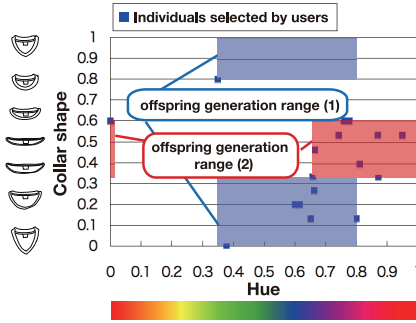 Individuals selected by users
1
0.9
0.8
0.7
0.6
0.5
0.4
0.3
0.2
0.1
0
Collar shape
offspring generation range (1)
offspring generation
range (2)
0 0.1 0.2 0.3 0.4 0.5 0.6 0.7 0.8 0.9 1
Hue